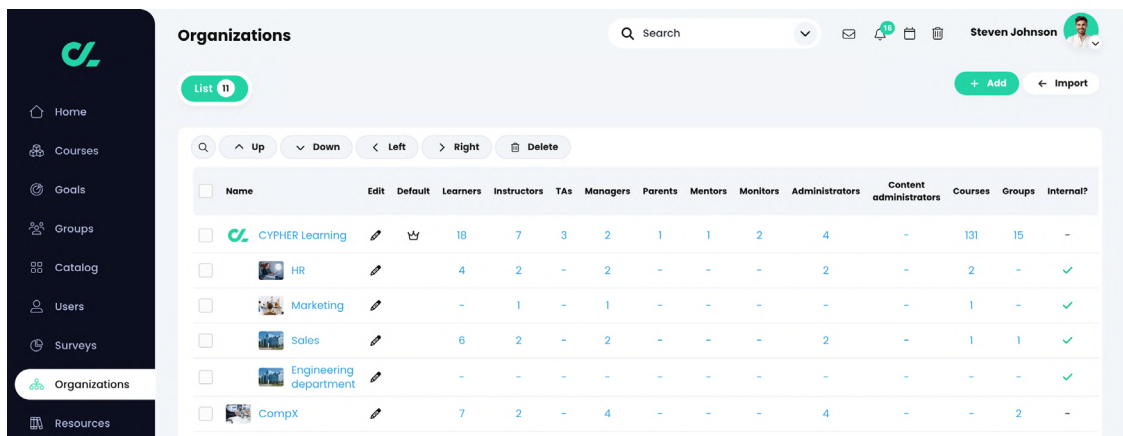 Organizations
Search
16
Steven Johnson
List 11
+ Add
← Import
Home
Courses
Goals
Groups
Catalog
Users
Surveys
Organizations
Resources
Up Down Left Right Delete
Name Edit Default Learners Instructors TAs Managers Parents Mentors Monitors Administrators Content administrators Courses Groups Internal?
CYPHER Learning 18 7 3 2 1 1 2 4 - 131 15 -
HR 4 2 - 2 - - - 2 - 2 - ✓
Marketing - 1 - 1 - - - - - 1 - ✓
Sales 6 2 - 2 - - - 2 - 1 1 ✓
Engineering department - - - - - - - - - - - ✓
CompX 7 2 - 4 - - - 4 - - 2 -